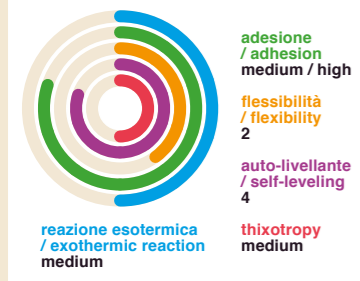 adesione
/ adhesion
medium / high
flessibilità
/ flexibility
2
auto-livellante
/ self-leveling
4
reazione esotermica
/ exothermic reaction
medium
thixotropy
medium